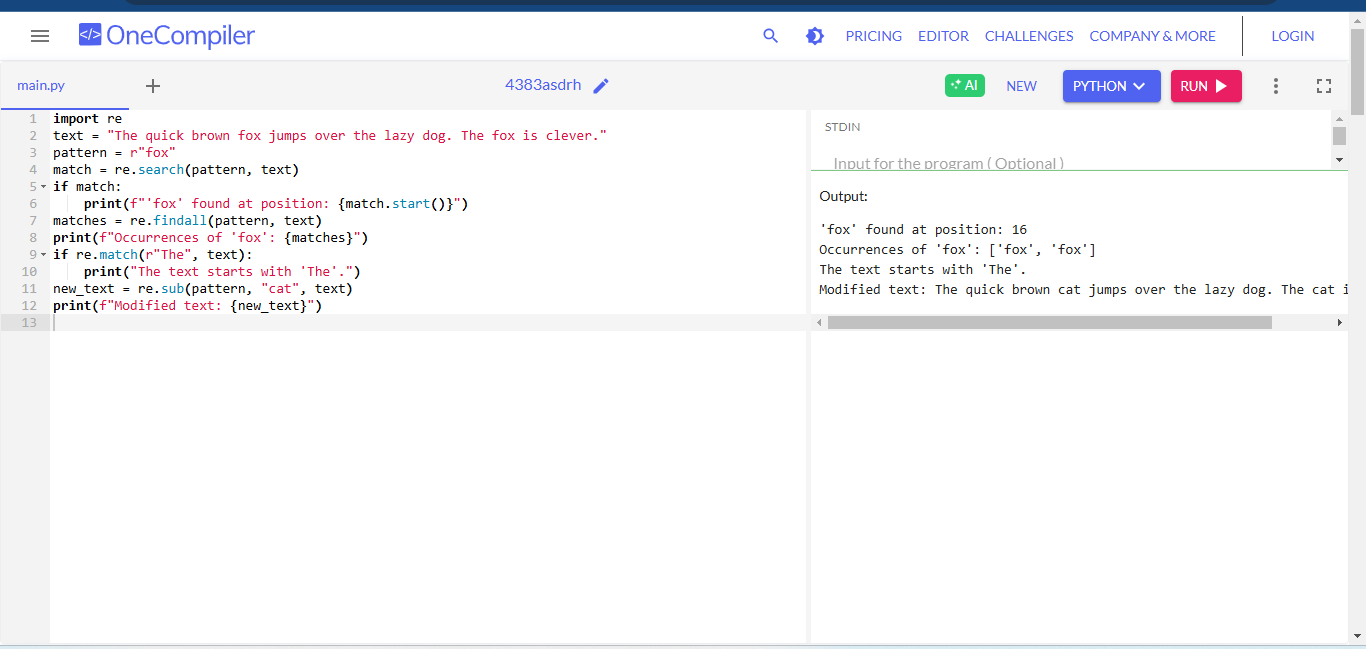 </> OneCompiler
PRICING EDITOR CHALLENGES COMPANY & MORE LOGIN
main.py + 4383asdrh AI NEW PYTHON RUN
1 import re
2 text = "The quick brown fox jumps over the lazy dog. The fox is clever."
3 pattern = r"fox"
4 match = re.search(pattern, text)
5 if match:
6     print(f"'fox' found at position: {match.start()}")
7 matches = re.findall(pattern, text)
8 print(f"Occurrences of 'fox': {matches}")
9 if re.match(r"The", text):
10     print("The text starts with 'The'.")
11 new_text = re.sub(pattern, "cat", text)
12 print(f"Modified text: {new_text}")
13
STDIN
Input for the program ( Optional )
Output:
'fox' found at position: 16
Occurrences of 'fox': ['fox', 'fox']
The text starts with 'The'.
Modified text: The quick brown cat jumps over the lazy dog. The cat i